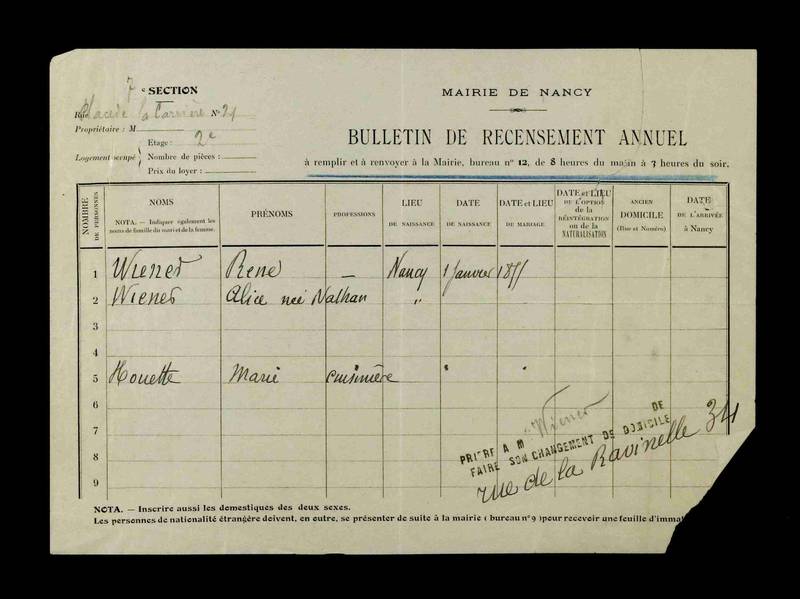 7 e SECTION
Rue Place de la Carrière No 21
Propriétaire : M
Logement occupé
Etage : 2e
Nombre de pièces :
Prix du loyer :
MAIRIE DE NANCY
BULLETIN DE RECENSEMENT ANNUEL
à remplir et à renvoyer à la Mairie, bureau no 12, de 8 heures du matin à 3 heures du soir.
NOMBRE DE PERSONNES
NOMS
NOTA. — Indiquer également les noms de famille du mari et de la femme.
PRÉNOMS
PROFESSIONS
LIEU DE NAISSANCE
DATE DE NAISSANCE
DATE et LIEU DE MARIAGE
DATE et LIEU DE L'OPTION de la RÉINTÉGRATION ou de la NATURALISATION
ANCIEN DOMICILE (Rue et Numéro)
DATE DE L'ARRIVÉE à Nancy
1 Wiener René — Nancy 1 Janvier 1855
2 Wiener Alice née Nathan "
3
4
5 Houette Marie cuisinière " "
6
7
8
9
PRIÈRE A M Wiener DE
FAIRE SON CHANGEMENT DE DOMICILE
rue de la Ravinelle 34
NOTA. — Inscrire aussi les domestiques des deux sexes.
Les personnes de nationalité étrangère doivent, en outre, se présenter de suite à la mairie ( bureau no 9 ) pour recevoir une feuille d'imma